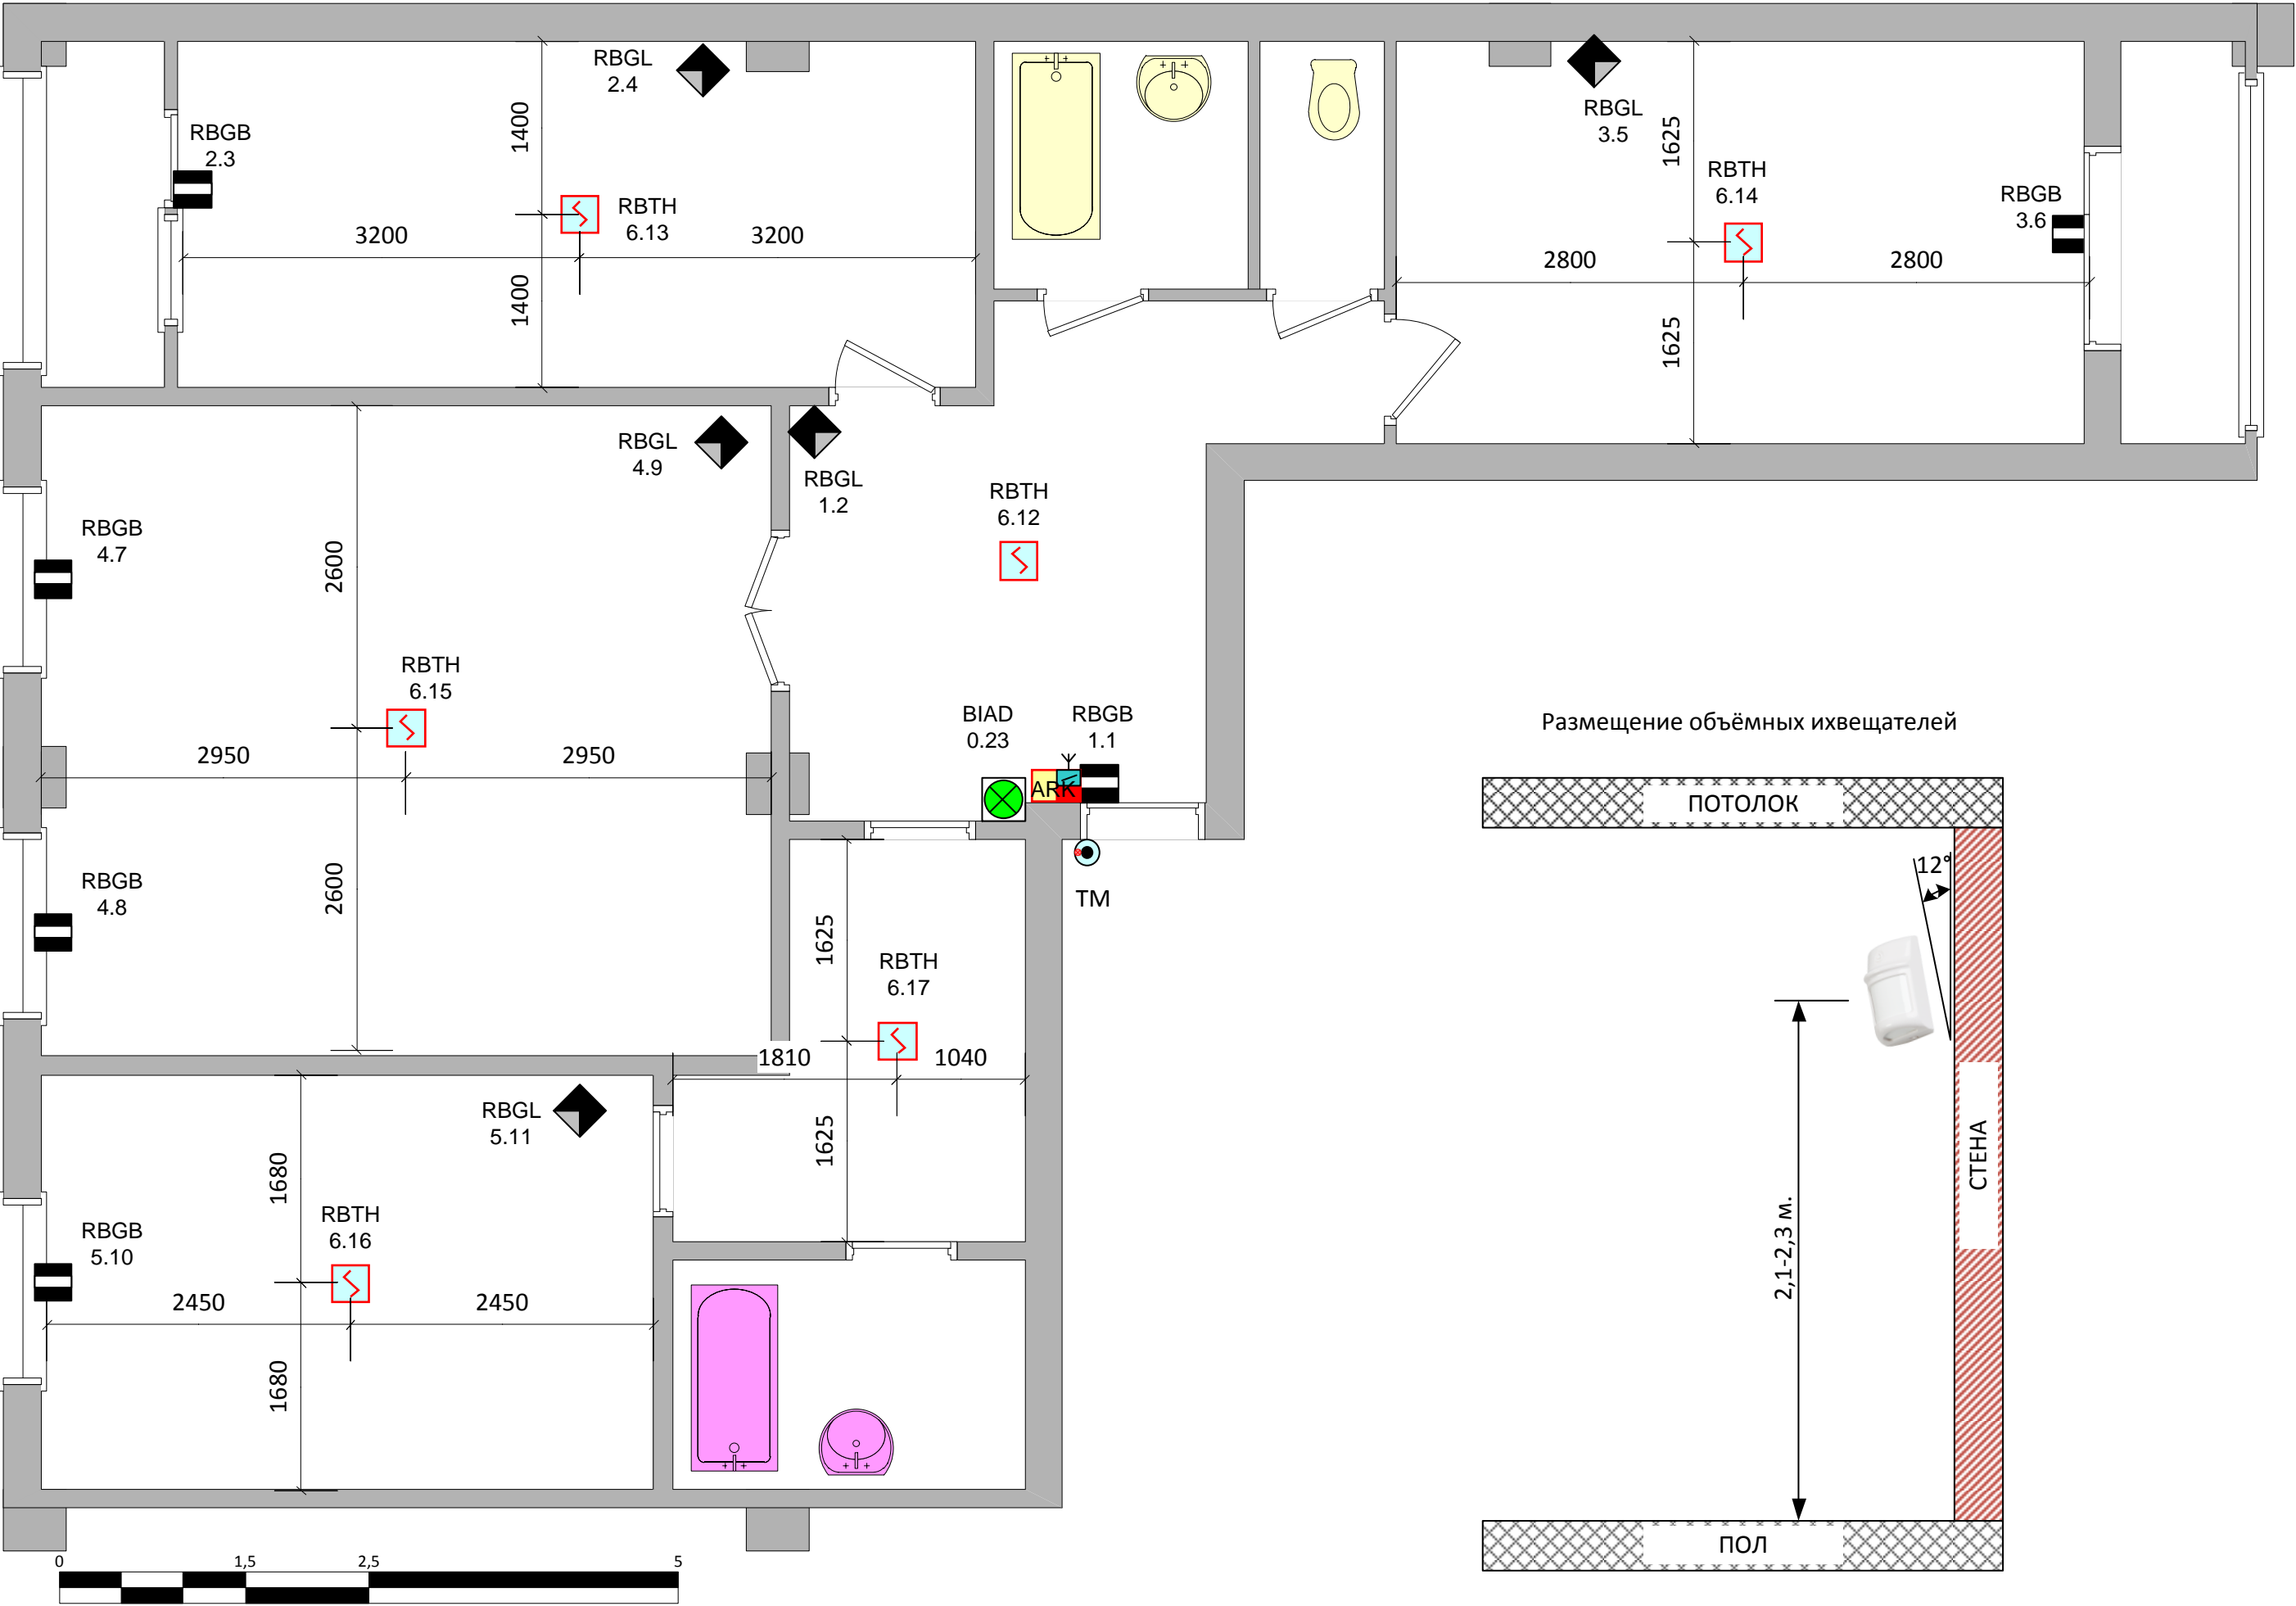 RBGL
2.4
RBGB
2.3
1400
RBTH
6.13
3200
3200
1400
RBGL
3.5
1625
RBTH
6.14
RBGB
3.6
2800
2800
1625
RBGL
4.9
RBGL
1.2
RBTH
6.12
RBGB
4.7
2600
RBTH
6.15
2950
2950
BIAD
0.23
RBGB
1.1
ARK
TM
RBGB
4.8
2600
1625
RBTH
6.17
1810
1040
1625
RBGL
5.11
1680
RBTH
6.16
RBGB
5.10
2450
2450
1680
0
1,5
2,5
5
Размещение объёмных ихвещателей
ПОТОЛОК
12°
СТЕНА
2,1-2,3 м.
ПОЛ